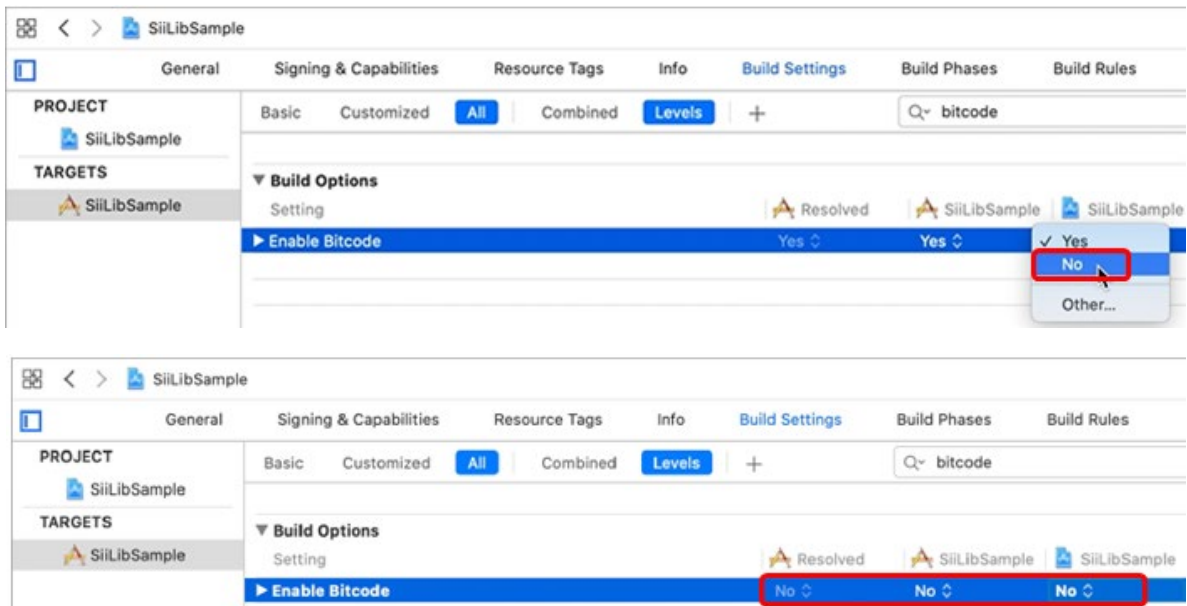 SiiLibSample
General Signing & Capabilities Resource Tags Info Build Settings Build Phases Build Rules
PROJECT
Basic Customized All Combined Levels + bitcode
SiiLibSample
TARGETS
Build Options
SiiLibSample
Setting Resolved SiiLibSample SiiLibSample
Enable Bitcode Yes Yes Yes
No
Other...
SiiLibSample
General Signing & Capabilities Resource Tags Info Build Settings Build Phases Build Rules
PROJECT
Basic Customized All Combined Levels + bitcode
SiiLibSample
TARGETS
Build Options
SiiLibSample
Setting Resolved SiiLibSample SiiLibSample
Enable Bitcode No No No